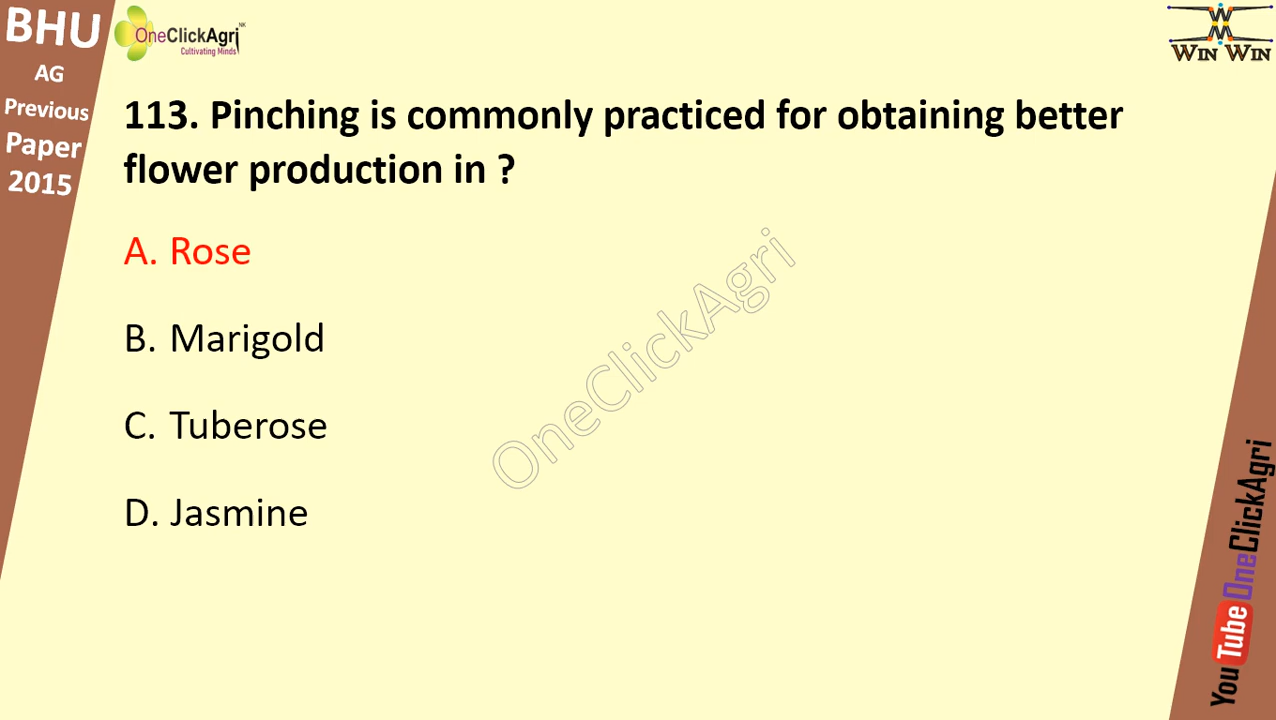 BHU
AG
Previous
Paper
2015
OneClickAgri NK
Cultivating Minds
WIN WIN
113. Pinching is commonly practiced for obtaining better
flower production in ?
A. Rose
B. Marigold
C. Tuberose
D. Jasmine
OneClickAgri
YouTube OneClickAgri